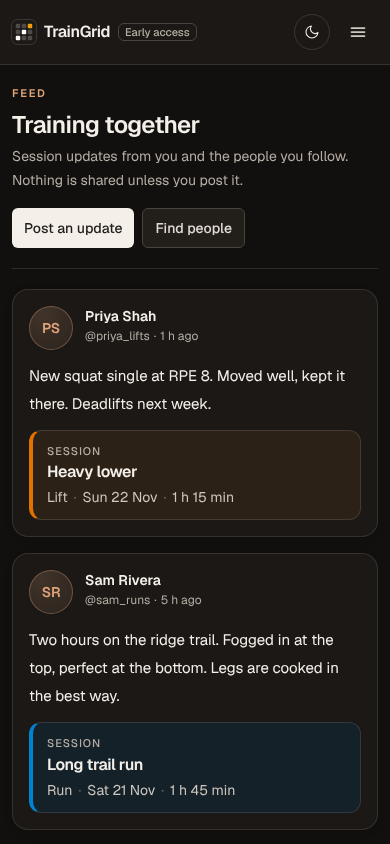 TrainGrid
Early access
FEED
Training together
Session updates from you and the people you follow.
Nothing is shared unless you post it.
Post an update
Find people
PS
Priya Shah
@priya_lifts · 1 h ago
New squat single at RPE 8. Moved well, kept it
there. Deadlifts next week.
SESSION
Heavy lower
Lift · Sun 22 Nov · 1 h 15 min
SR
Sam Rivera
@sam_runs · 5 h ago
Two hours on the ridge trail. Fogged in at the
top, perfect at the bottom. Legs are cooked in
the best way.
SESSION
Long trail run
Run · Sat 21 Nov · 1 h 45 min